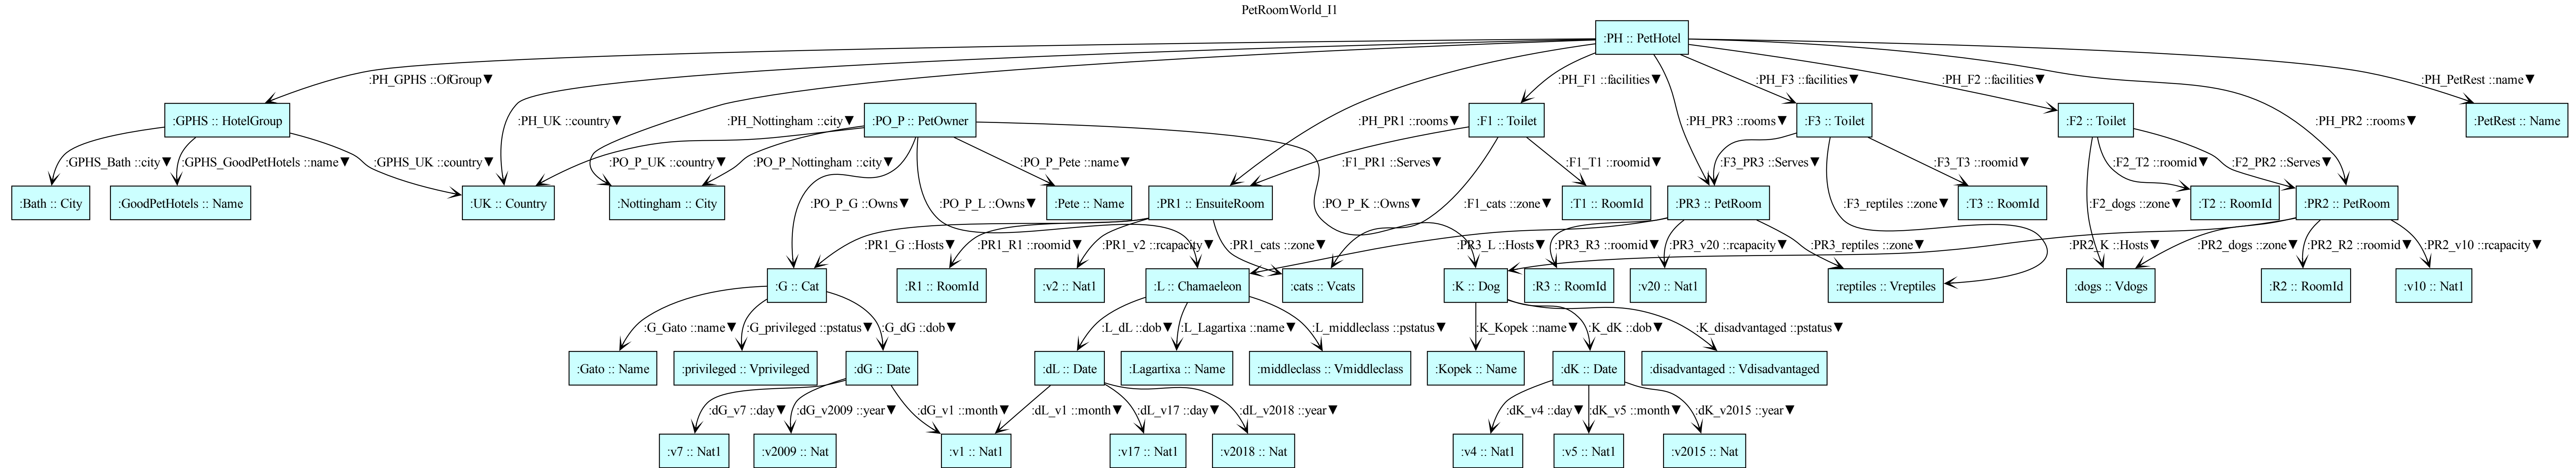 PetRoomWorld_I1
:PH :: PetHotel
:PH_GPHS ::OfGroup▼
:PH_F1 ::facilities▼
:PH_F3 ::facilities▼
:PH_F2 ::facilities▼
:PH_PetRest ::name▼
:GPHS :: HotelGroup
:PH_UK ::country▼
:PH_Nottingham ::city▼
:PO_P :: PetOwner
:PH_PR1 ::rooms▼
:F1 :: Toilet
:PH_PR3 ::rooms▼
:F3 :: Toilet
:F2 :: Toilet
:PH_PR2 ::rooms▼
:PetRest :: Name
:GPHS_Bath ::city▼
:GPHS_GoodPetHotels ::name▼
:GPHS_UK ::country▼
:PO_P_UK ::country▼
:PO_P_Nottingham ::city▼
:PO_P_Pete ::name▼
:F1_PR1 ::Serves▼
:F1_T1 ::roomid▼
:F3_PR3 ::Serves▼
:F3_T3 ::roomid▼
:F2_T2 ::roomid▼
:F2_PR2 ::Serves▼
:Bath :: City
:GoodPetHotels :: Name
:UK :: Country
:Nottingham :: City
:PO_P_G ::Owns▼
:PO_P_L ::Owns▼
:Pete :: Name
:PR1 :: EnsuiteRoom
:PO_P_K ::Owns▼
:F1_cats ::zone▼
:T1 :: RoomId
:PR3 :: PetRoom
:F3_reptiles ::zone▼
:T3 :: RoomId
:F2_dogs ::zone▼
:T2 :: RoomId
:PR2 :: PetRoom
:PR1_G ::Hosts▼
:PR1_R1 ::roomid▼
:PR1_v2 ::rcapacity▼
:PR1_cats ::zone▼
:PR3_L ::Hosts▼
:PR3_R3 ::roomid▼
:PR3_v20 ::rcapacity▼
:PR3_reptiles ::zone▼
:PR2_K ::Hosts▼
:PR2_dogs ::zone▼
:PR2_R2 ::roomid▼
:PR2_v10 ::rcapacity▼
:G :: Cat
:R1 :: RoomId
:v2 :: Nat1
:L :: Chamaeleon
:cats :: Vcats
:K :: Dog
:R3 :: RoomId
:v20 :: Nat1
:reptiles :: Vreptiles
:dogs :: Vdogs
:R2 :: RoomId
:v10 :: Nat1
:G_Gato ::name▼
:G_privileged ::pstatus▼
:G_dG ::dob▼
:L_dL ::dob▼
:L_Lagartixa ::name▼
:L_middleclass ::pstatus▼
:K_Kopek ::name▼
:K_dK ::dob▼
:K_disadvantaged ::pstatus▼
:Gato :: Name
:privileged :: Vprivileged
:dG :: Date
:dL :: Date
:Lagartixa :: Name
:middleclass :: Vmiddleclass
:Kopek :: Name
:dK :: Date
:disadvantaged :: Vdisadvantaged
:dG_v7 ::day▼
:dG_v2009 ::year▼
:dG_v1 ::month▼
:dL_v1 ::month▼
:dL_v17 ::day▼
:dL_v2018 ::year▼
:dK_v4 ::day▼
:dK_v5 ::month▼
:dK_v2015 ::year▼
:v7 :: Nat1
:v2009 :: Nat
:v1 :: Nat1
:v17 :: Nat1
:v2018 :: Nat
:v4 :: Nat1
:v5 :: Nat1
:v2015 :: Nat